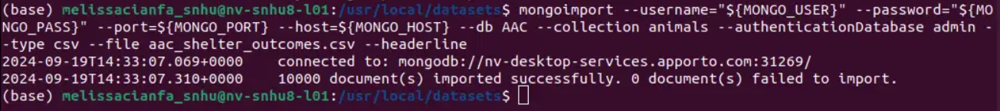 (base) melissacianfa_snhu@nv-snhu8-l01:/usr/local/datasets$ mongoimport --username="${MONGO_USER}" --password="${MO
NGO_PASS}" --port=${MONGO_PORT} --host=${MONGO_HOST} --db AAC --collection animals --authenticationDatabase admin -
-type csv --file aac_shelter_outcomes.csv --headerline
2024-09-19T14:33:07.069+0000    connected to: mongodb://nv-desktop-services.apporto.com:31269/
2024-09-19T14:33:07.310+0000    10000 document(s) imported successfully. 0 document(s) failed to import.
(base) melissacianfa_snhu@nv-snhu8-l01:/usr/local/datasets$